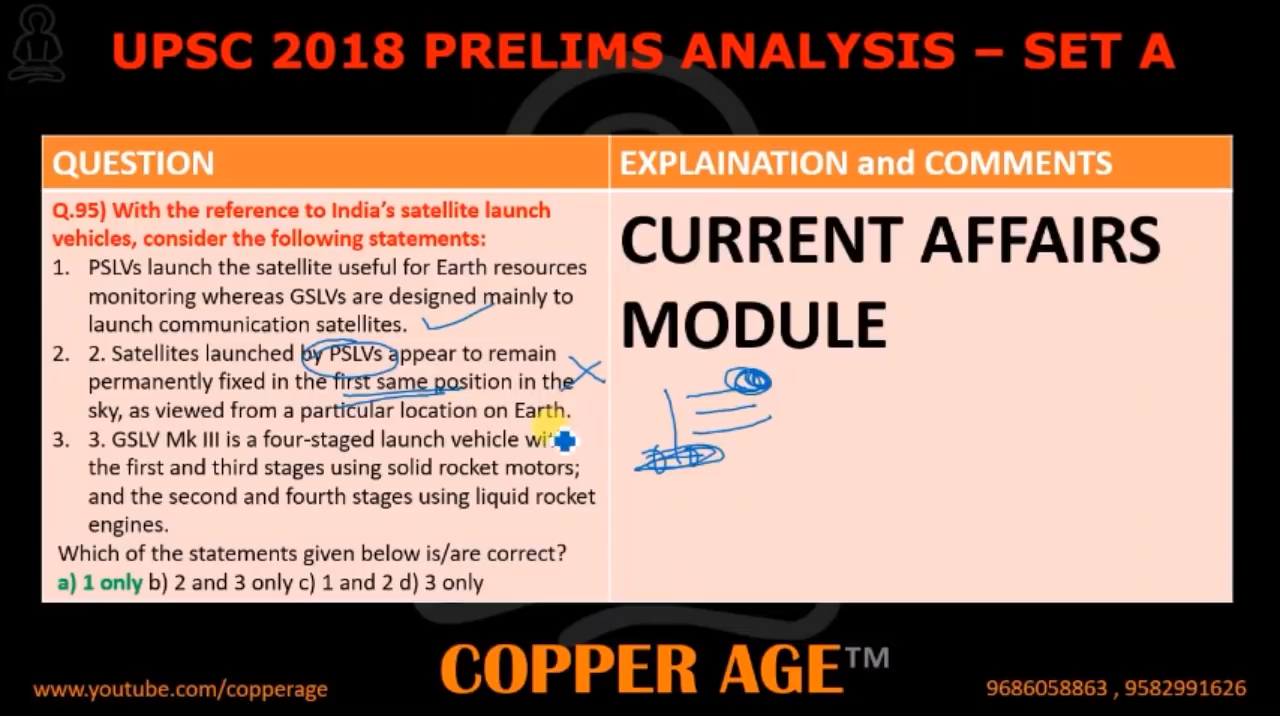 UPSC 2018 PRELIMS ANALYSIS – SET A
QUESTION
EXPLAINATION and COMMENTS
Q.95) With the reference to India's satellite launch
vehicles, consider the following statements:
1. PSLVs launch the satellite useful for Earth resources
monitoring whereas GSLVs are designed mainly to
launch communication satellites.
2. 2. Satellites launched by PSLVs appear to remain
permanently fixed in the first same position in the
sky, as viewed from a particular location on Earth.
3. 3. GSLV Mk III is a four-staged launch vehicle
the first and third stages using solid rocket motors;
and the second and fourth stages using liquid rocket
engines.
Which of the statements given below is/are correct?
a) 1 only b) 2 and 3 only c) 1 and 2 d) 3 only
CURRENT AFFAIRS
MODULE
COPPER AGE™
www.youtube.com/copperage
9686058863 , 9582991626